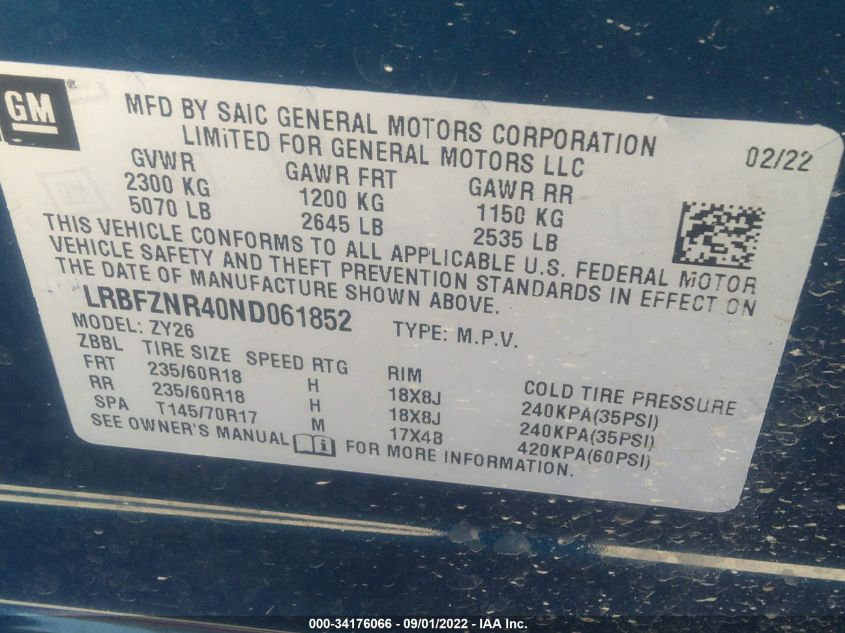 GM
MFD BY SAIC GENERAL MOTORS CORPORATION
LIMITED FOR GENERAL MOTORS LLC
02/22
GVWR GAWR FRT GAWR RR
2300 KG 1200 KG 1150 KG
5070 LB 2645 LB 2535 LB
THIS VEHICLE CONFORMS TO ALL APPLICABLE U.S. FEDERAL MOTOR
VEHICLE SAFETY AND THEFT PREVENTION STANDARDS IN EFFECT ON
THE DATE OF MANUFACTURE SHOWN ABOVE.
LRBFZNR40ND061852 TYPE: M.P.V.
MODEL: ZY26
ZBBL TIRE SIZE SPEED RTG RIM COLD TIRE PRESSURE
FRT 235/60R18 H 18X8J 240KPA(35PSI)
RR 235/60R18 H 18X8J 240KPA(35PSI)
SPA T145/70R17 M 17X4B 420KPA(60PSI)
SEE OWNER'S MANUAL FOR MORE INFORMATION.
000-34176066 - 09/01/2022 - IAA Inc.